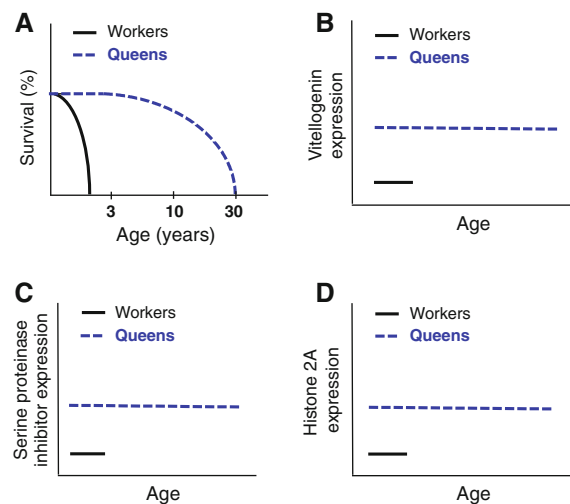 A
Workers
Queens
Survival (%)
3 10 30
Age (years)
B
Workers
Queens
Vitellogenin
expression
Age
C
Workers
Queens
Serine proteinase
inhibitor expression
Age
D
Workers
Queens
Histone 2A
expression
Age